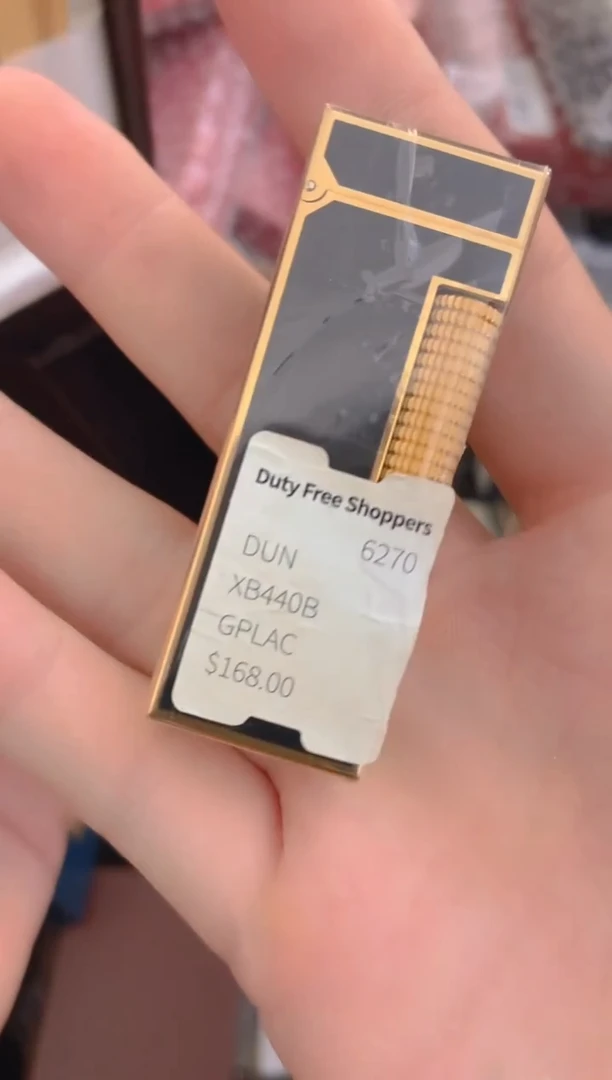 Duty Free Shoppers
DUN 6270
XB440B
GPLAC
$168.00